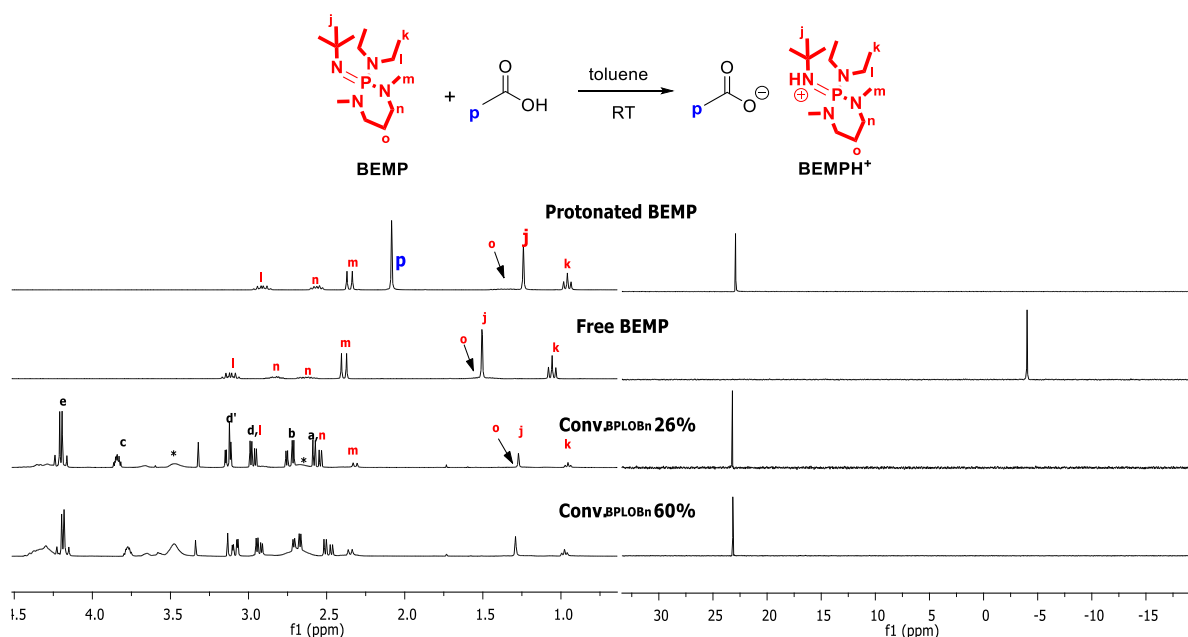 j
k
N
N
l
P
N
m
N
n
o
BEMP
+
O
OH
p
toluene
RT
O
O
⊖
p
j
k
HN
N
⊕
l
P
N
m
N
n
o
BEMPH+
Protonated BEMP
l
n
m
p
o
j
k
Free BEMP
l
n
n
m
o
j
k
e
c
*
d'
d,l
b
*
a,n
m
o
j
k
Conv.BPLOBn 26%
Conv.BPLOBn 60%
4.5 4.0 3.5 3.0 2.5 2.0 1.5 1.0
f1 (ppm)
30 25 20 15 10 5 0 -5 -10 -15
f1 (ppm)